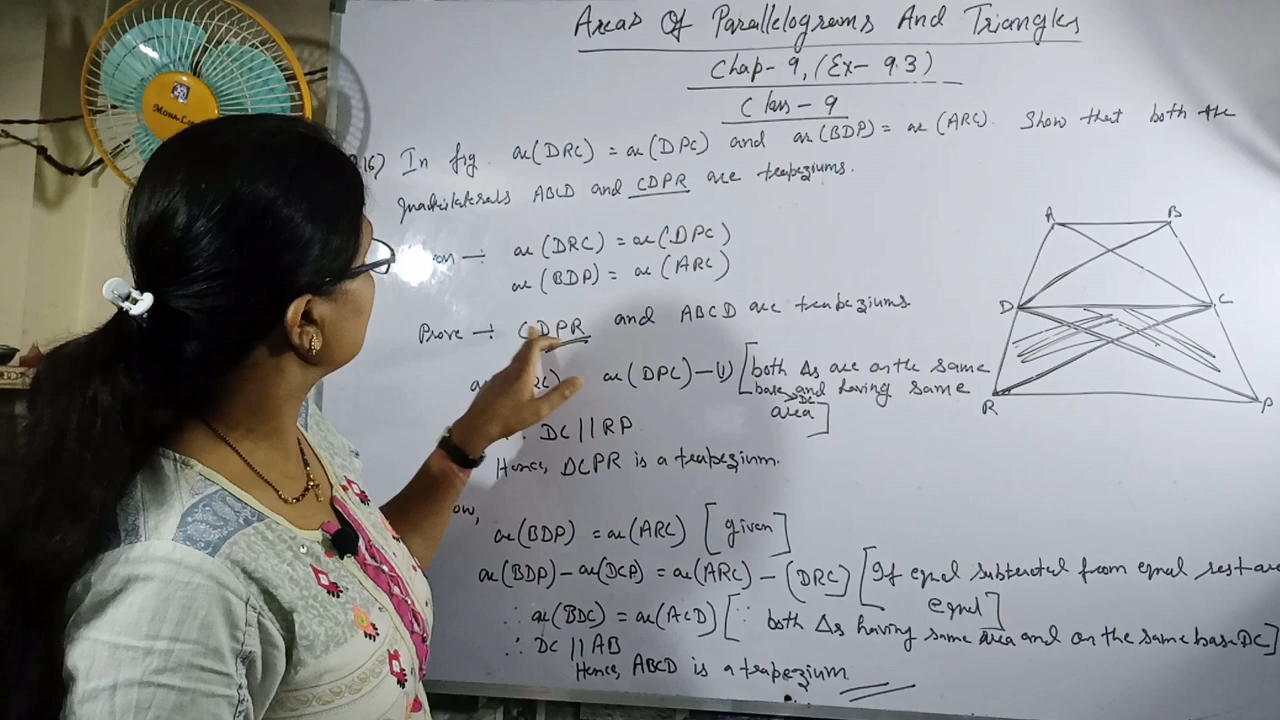 MONA-LISA
Areas Of Parallelograms And Triangles
Chap- 9, (Ex- 9.3)
Class- 9
16) In fig. ar(DRC) = ar(DPC) and ar(BDP) = ar(ARC). Show that both the
quadrilaterals ABCD and CDPR are trapeziums.
ar(DRC) = ar(DPC)
ar(BDP) = ar(ARC)
Prove -: CDPR and ABCD are trapeziums
ar(DPC) - (1) [both Δs are on the same
base DC and having same
area]
∴ DC || RP
Hence, DCPR is a trapezium.
ar(BDP) = ar(ARC) [given]
ar(BDP) - ar(DCP) = ar(ARC) - (DRC) [If equal subtracted from equal rest are
equal]
∴ ar(BDC) = ar(ACD) [∵ both Δs having same area and on the same base DC]
∴ DC || AB
Hence, ABCD is a trapezium
A B
D C
R P